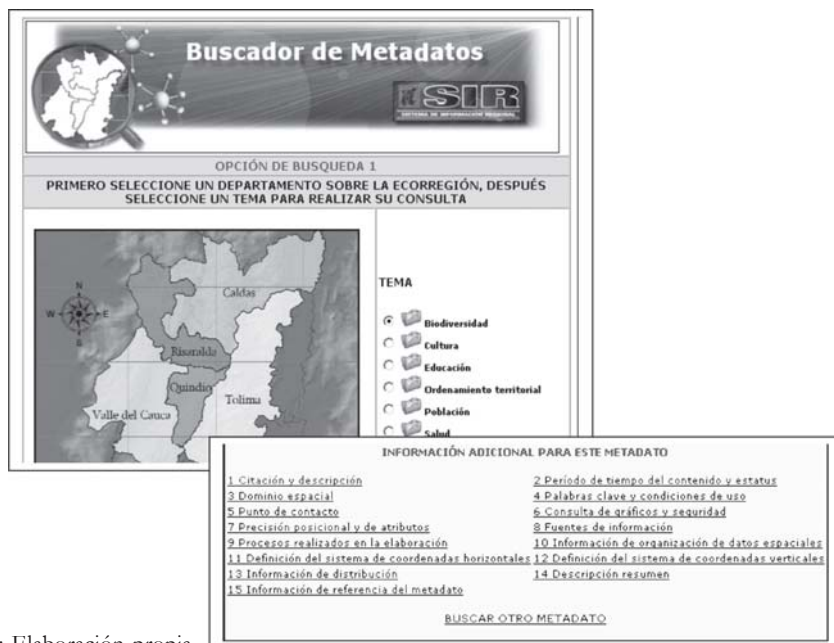 Buscador de Metadatos
SIR
SISTEMA DE INFORMACIÓN REGIONAL
OPCIÓN DE BUSQUEDA 1
PRIMERO SELECCIONE UN DEPARTAMENTO SOBRE LA ECORREGIÓN, DESPUÉS
SELECCIONE UN TEMA PARA REALIZAR SU CONSULTA
N
W E
S
Caldas
Risaralda
Quindío
Tolima
Valle del Cauca
TEMA
Biodiversidad
Cultura
Educación
Ordenamiento territorial
Población
Salud
INFORMACIÓN ADICIONAL PARA ESTE METADATO
1 Citación y descripción 2 Período de tiempo del contenido y estatus
3 Dominio espacial 4 Palabras clave y condiciones de uso
5 Punto de contacto 6 Consulta de gráficos y seguridad
7 Precisión posicional y de atributos 8 Fuentes de información
9 Procesos realizados en la elaboración 10 Información de organización de datos espaciales
11 Definición del sistema de coordenadas horizontales 12 Definición del sistema de coordenadas verticales
13 Información de distribución 14 Descripción resumen
15 Información de referencia del metadato
BUSCAR OTRO METADATO
: Elaboración propia